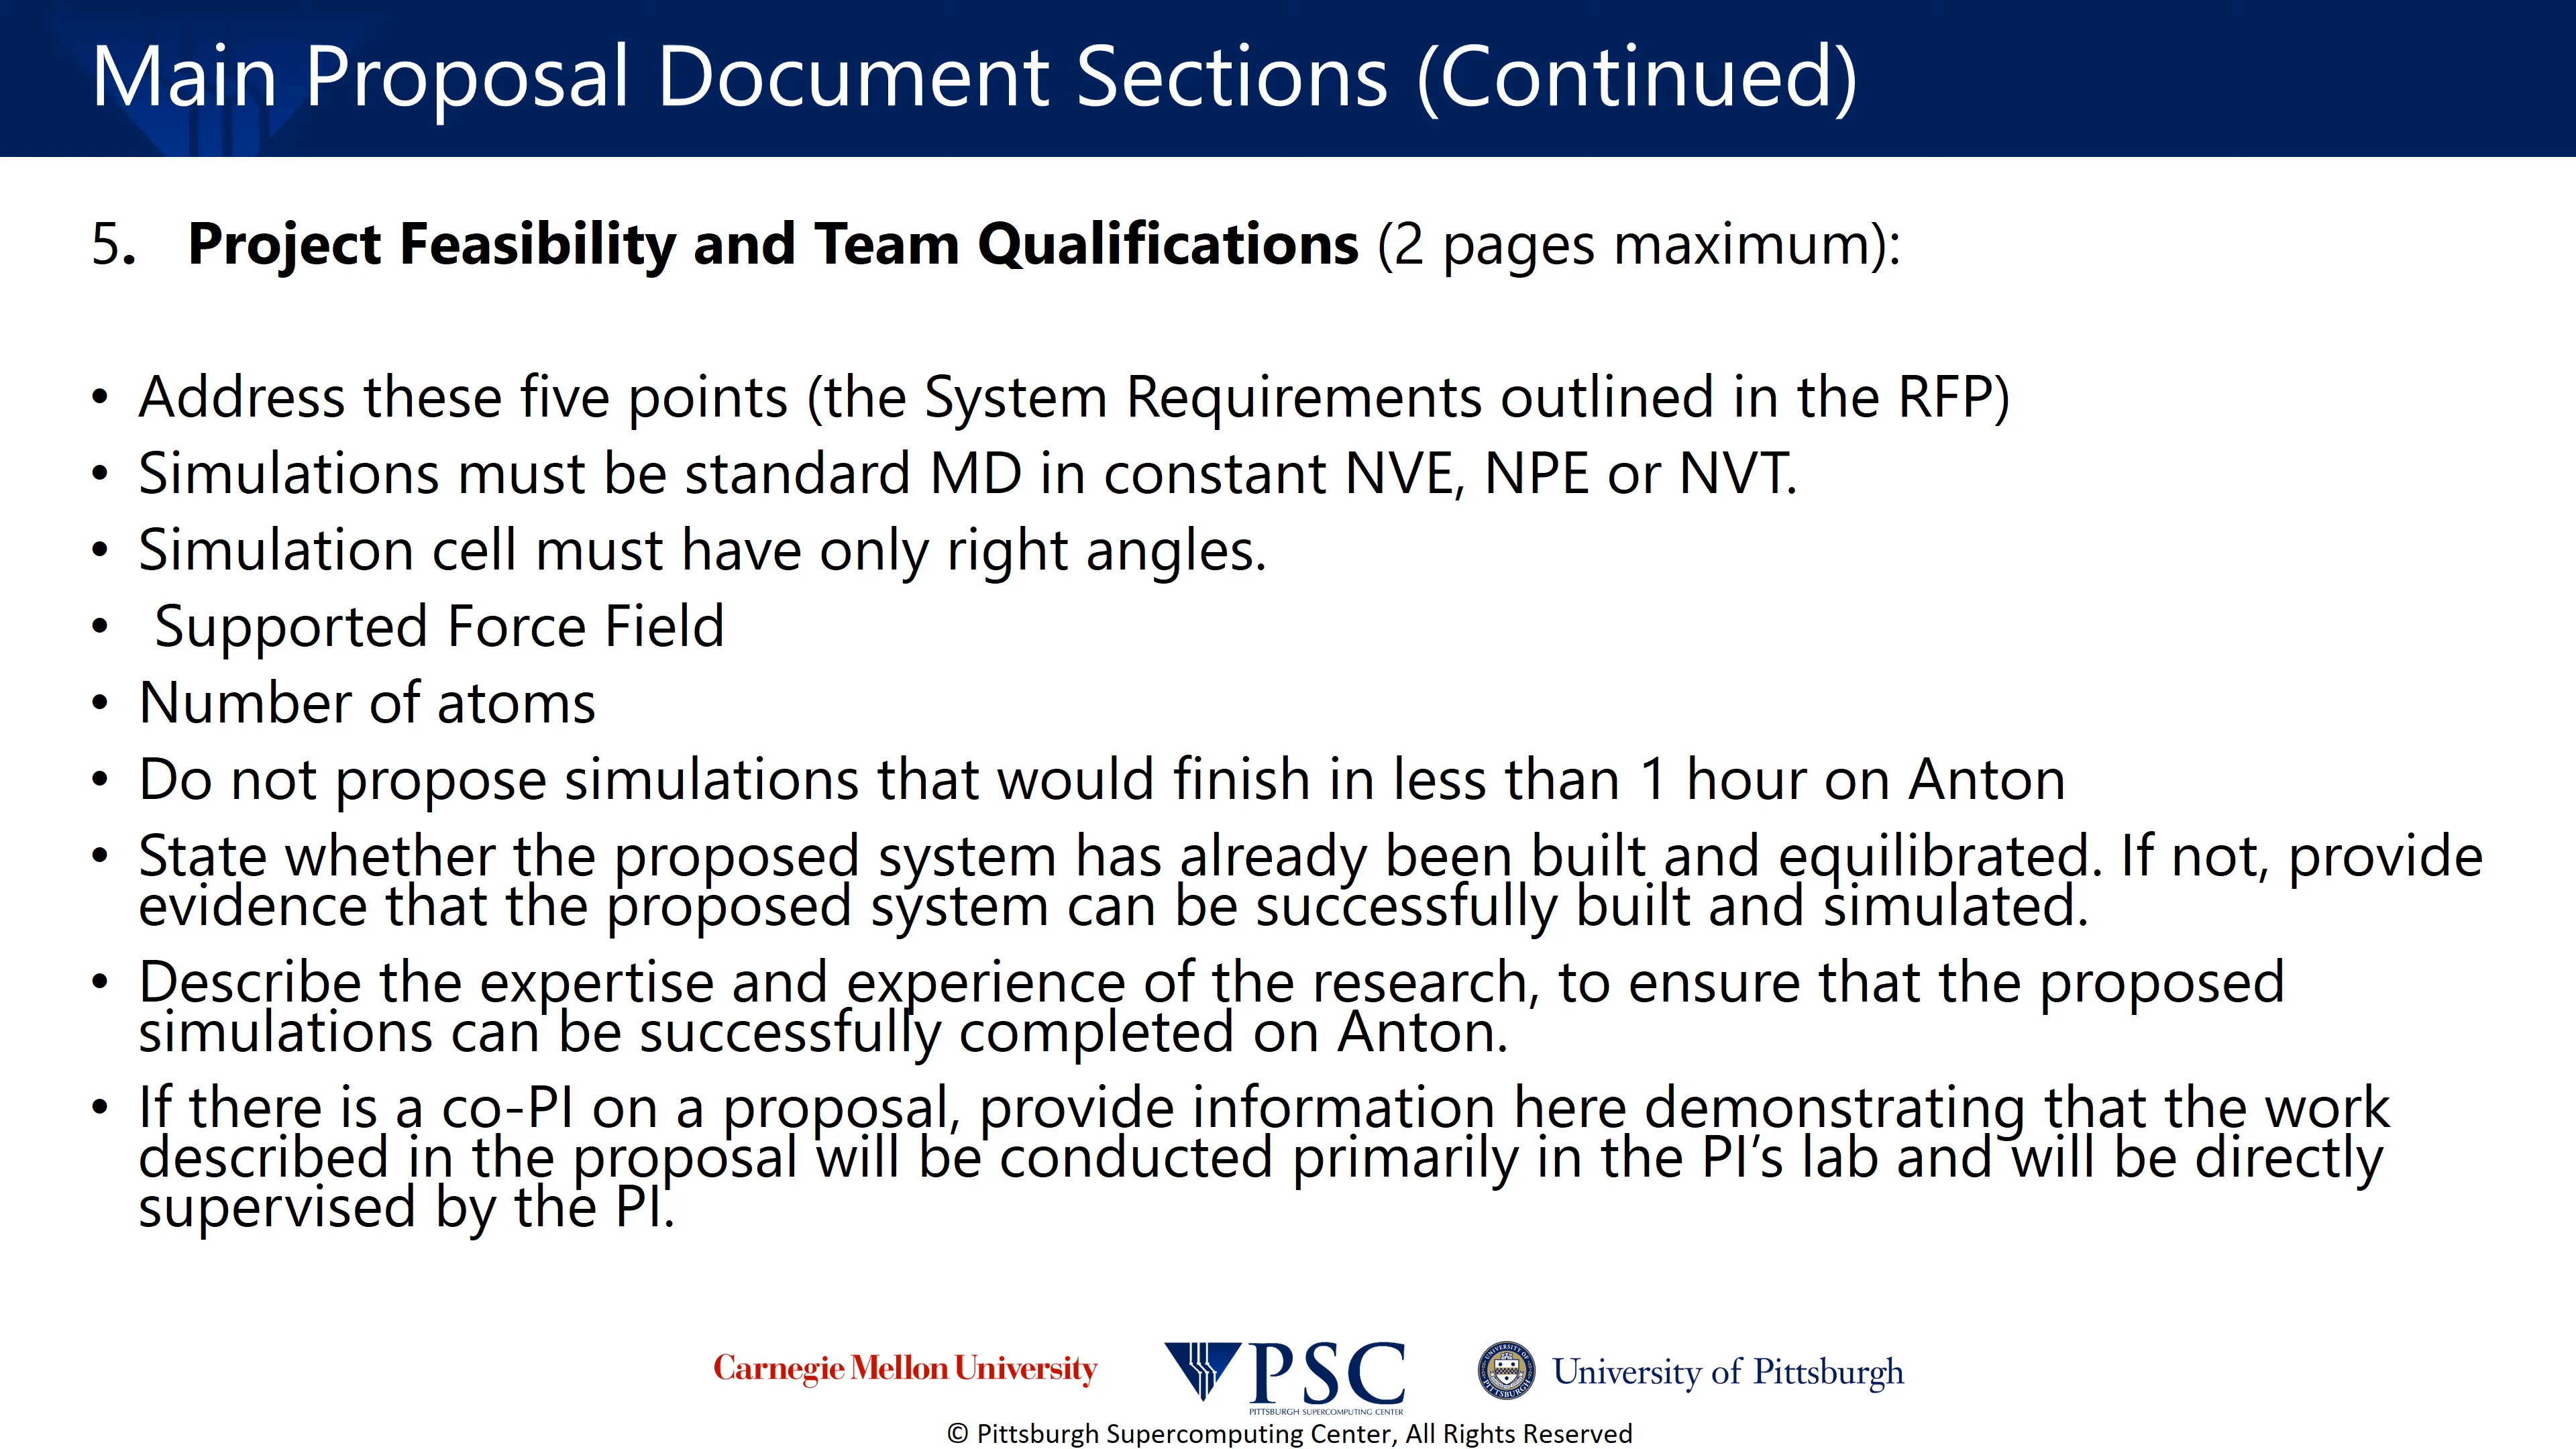 Main Proposal Document Sections (Continued)
5. Project Feasibility and Team Qualifications (2 pages maximum):
• Address these five points (the System Requirements outlined in the RFP)
• Simulations must be standard MD in constant NVE, NPE or NVT.
• Simulation cell must have only right angles.
• Supported Force Field
• Number of atoms
• Do not propose simulations that would finish in less than 1 hour on Anton
• State whether the proposed system has already been built and equilibrated. If not, provide
evidence that the proposed system can be successfully built and simulated.
• Describe the expertise and experience of the research, to ensure that the proposed
simulations can be successfully completed on Anton.
• If there is a co-PI on a proposal, provide information here demonstrating that the work
described in the proposal will be conducted primarily in the PI’s lab and will be directly
supervised by the PI.
Carnegie Mellon University
PSC
PITTSBURGH SUPERCOMPUTING CENTER
UNIVERSITY OF PITTSBURGH
University of Pittsburgh
© Pittsburgh Supercomputing Center, All Rights Reserved